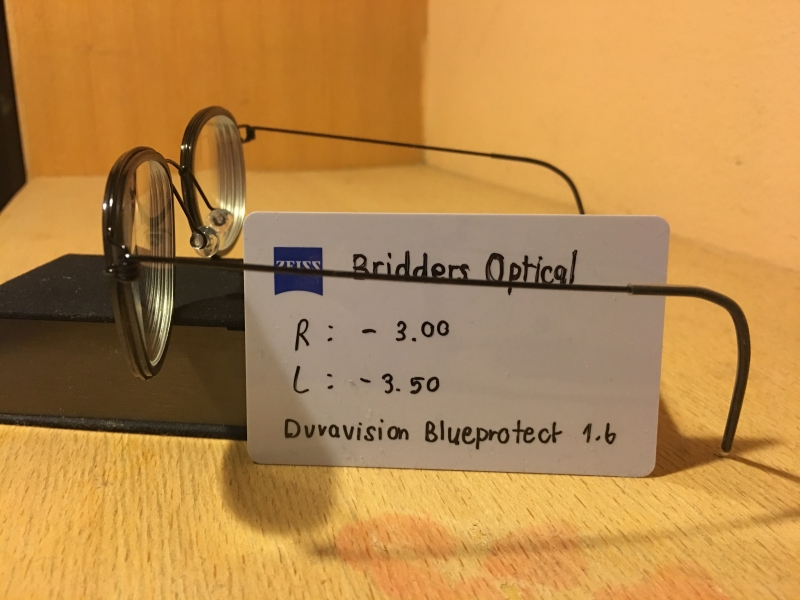 ZEISS Bridders Optical
R: - 3.00
L: - 3.50
Duravision Blueprotect 1.6